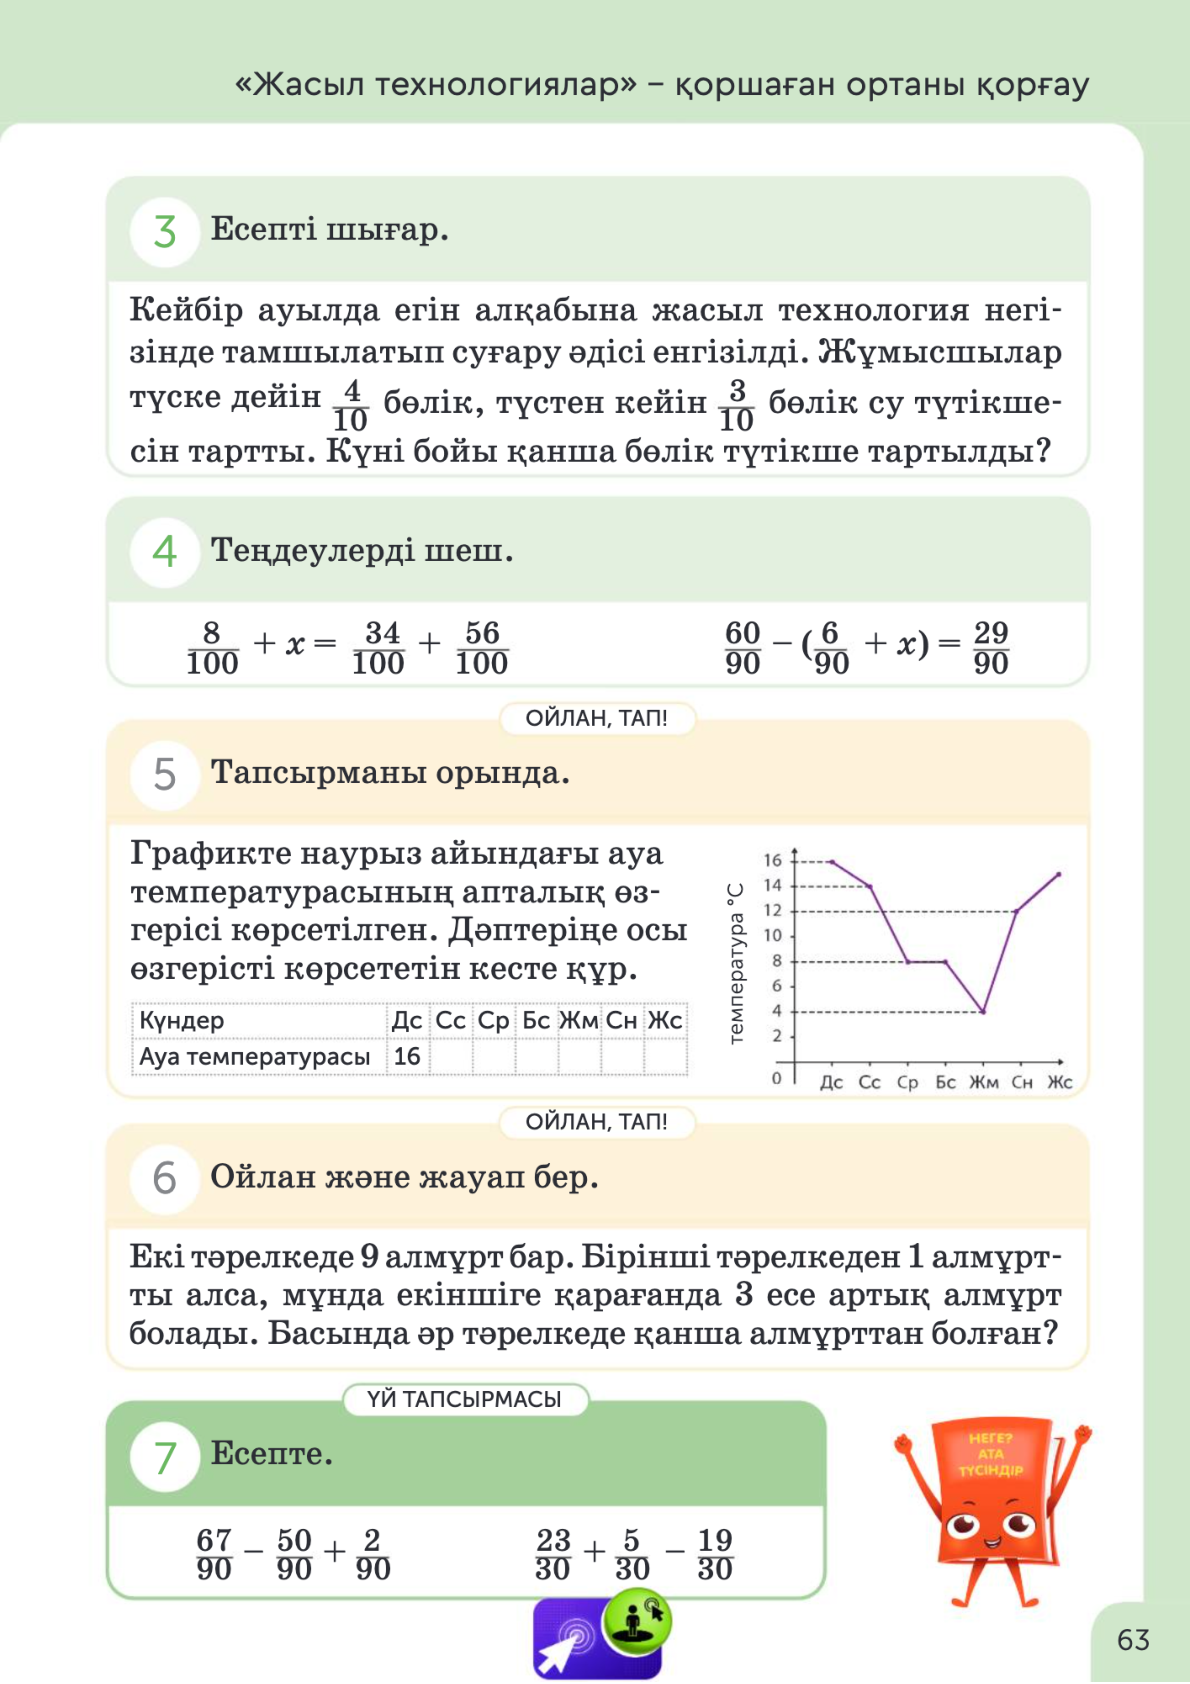 «Жасыл технологиялар» – қоршаған ортаны қорғау
3 Есепті шығар.
Кейбір ауылда егін алқабына жасыл технология негі-
зінде тамшылатып суғару әдісі енгізілді. Жұмысшылар
түске дейін 4/10 бөлік, түстен кейін 3/10 бөлік су түтікше-
сін тартты. Күні бойы қанша бөлік түтікше тартылды?
4 Теңдеулерді шеш.
8/100 + x = 34/100 + 56/100
60/90 – (6/90 + x) = 29/90
ОЙЛАН, ТАП!
5 Тапсырманы орында.
Графикте наурыз айындағы ауа
температурасының апталық өз-
герісі көрсетілген. Дәптеріңе осы
өзгерісті көрсететін кесте құр.
Күндер Дс Сс Ср Бс Жм Сн Жс
Ауа температурасы 16
температура °C
16
14
12
10
8
6
4
2
0
Дс Сс Ср Бс Жм Сн Жс
ОЙЛАН, ТАП!
6 Ойлан және жауап бер.
Екі тәрелкеде 9 алмұрт бар. Бірінші тәрелкеден 1 алмұрт-
ты алса, мұнда екіншіге қарағанда 3 есе артық алмұрт
болады. Басында әр тәрелкеде қанша алмұрттан болған?
ҮЙ ТАПСЫРМАСЫ
7 Есепте.
67/90 – 50/90 + 2/90
23/30 + 5/30 – 19/30
НЕГЕ?
АТА
ТҮСІНДІР
63